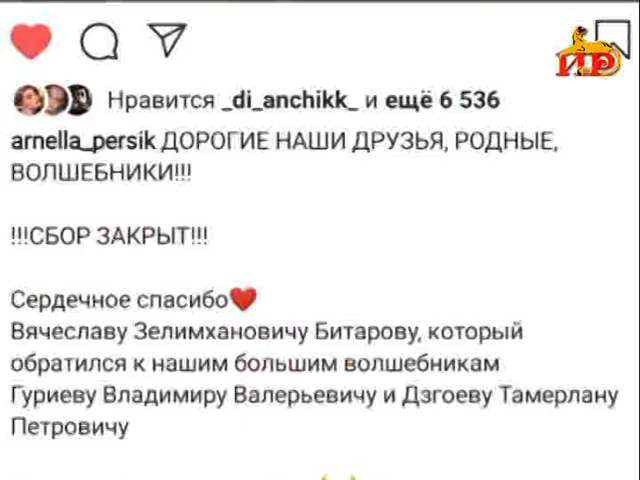 ИР
Нравится _di_anchikk_ и ещё 6 536
arnella_persik ДОРОГИЕ НАШИ ДРУЗЬЯ, РОДНЫЕ,
ВОЛШЕБНИКИ!!!
!!!СБОР ЗАКРЫТ!!!
Сердечное спасибо❤
Вячеславу Зелимхановичу Битарову, который
обратился к нашим большим волшебникам
Гуриеву Владимиру Валерьевичу и Дзгоеву Тамерлану
Петровичу